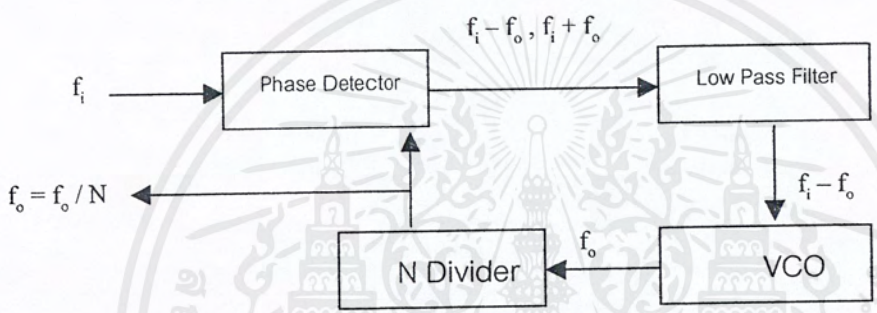 f_i – f_o , f_i + f_o
f_i
Phase Detector
Low Pass Filter
f_i – f_o
f_o = f_o / N
f_o
N Divider
VCO